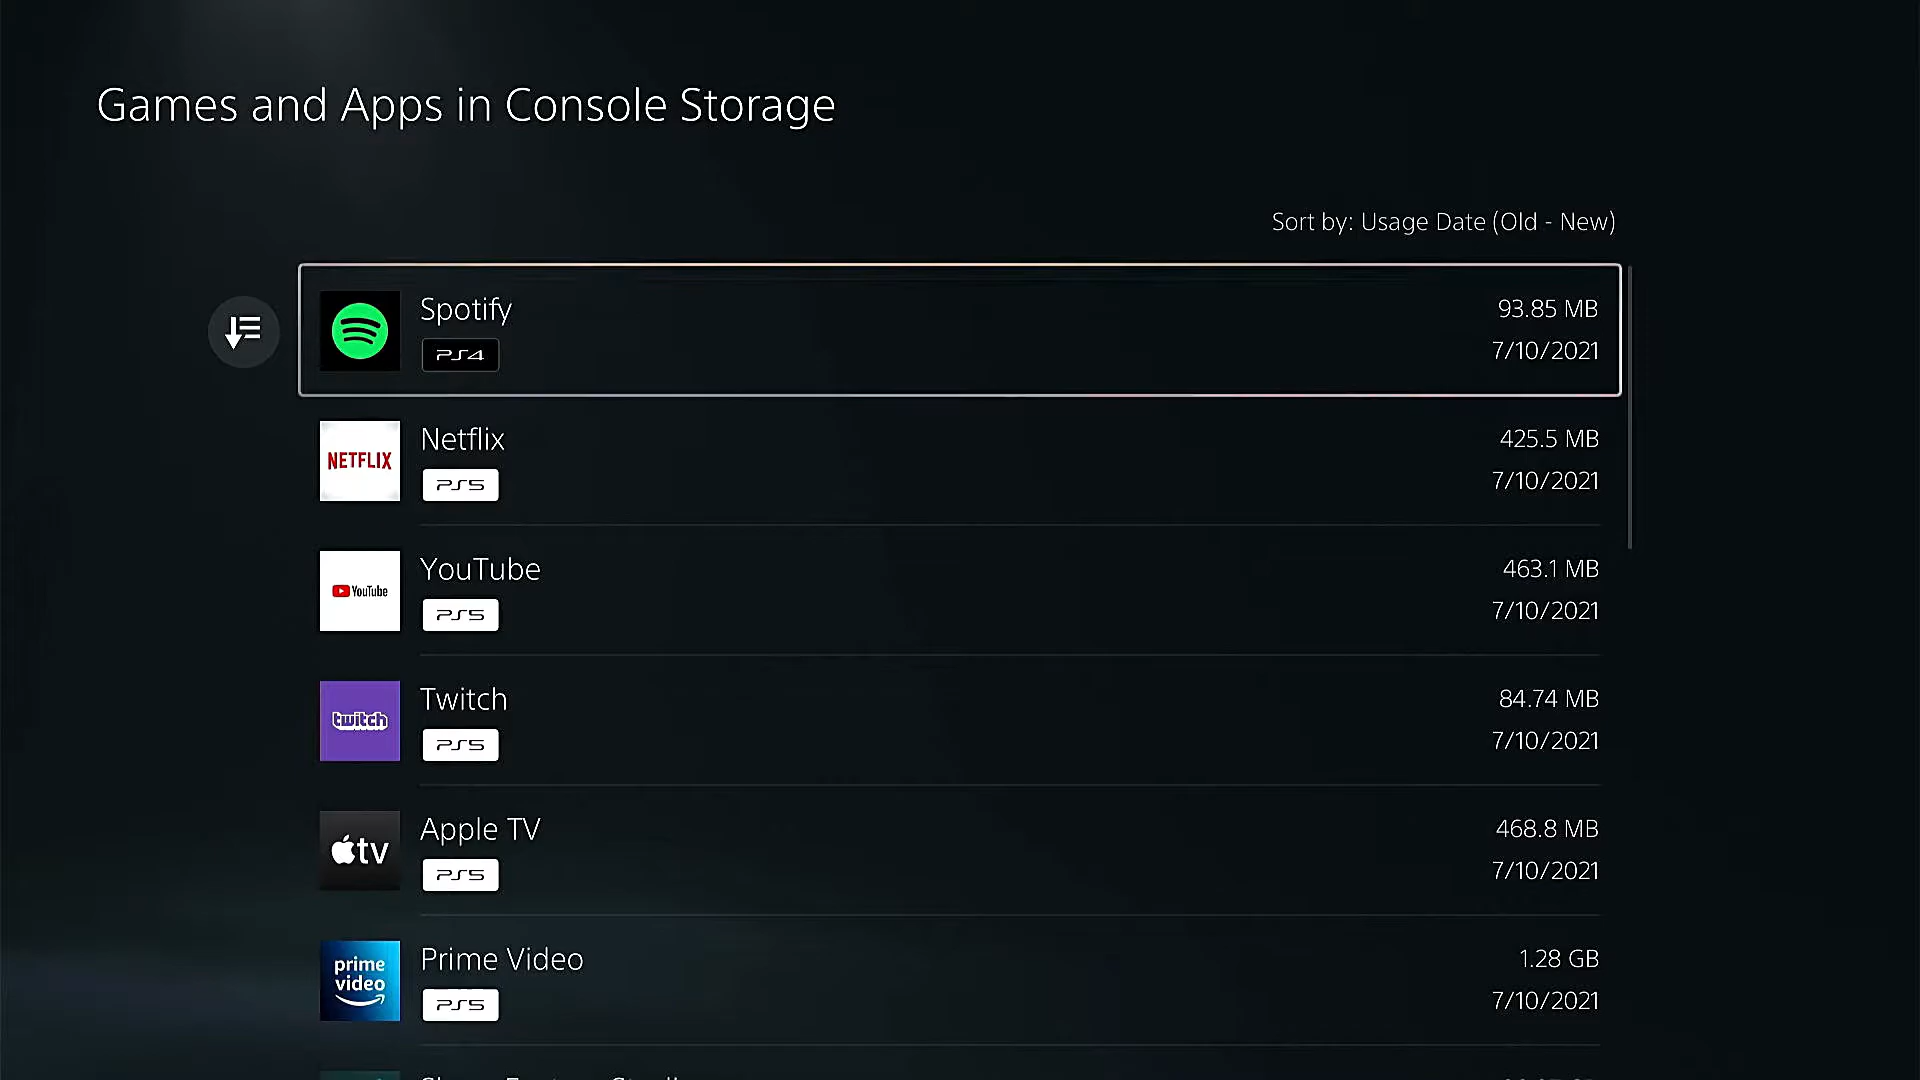 Games and Apps in Console Storage
Sort by: Usage Date (Old - New)
Spotify
93.85 MB
PS4
7/10/2021
NETFLIX
Netflix
425.5 MB
PS5
7/10/2021
YouTube
YouTube
463.1 MB
PS5
7/10/2021
twitch
Twitch
84.74 MB
PS5
7/10/2021
tv
Apple TV
468.8 MB
PS5
7/10/2021
prime
video
Prime Video
1.28 GB
PS5
7/10/2021